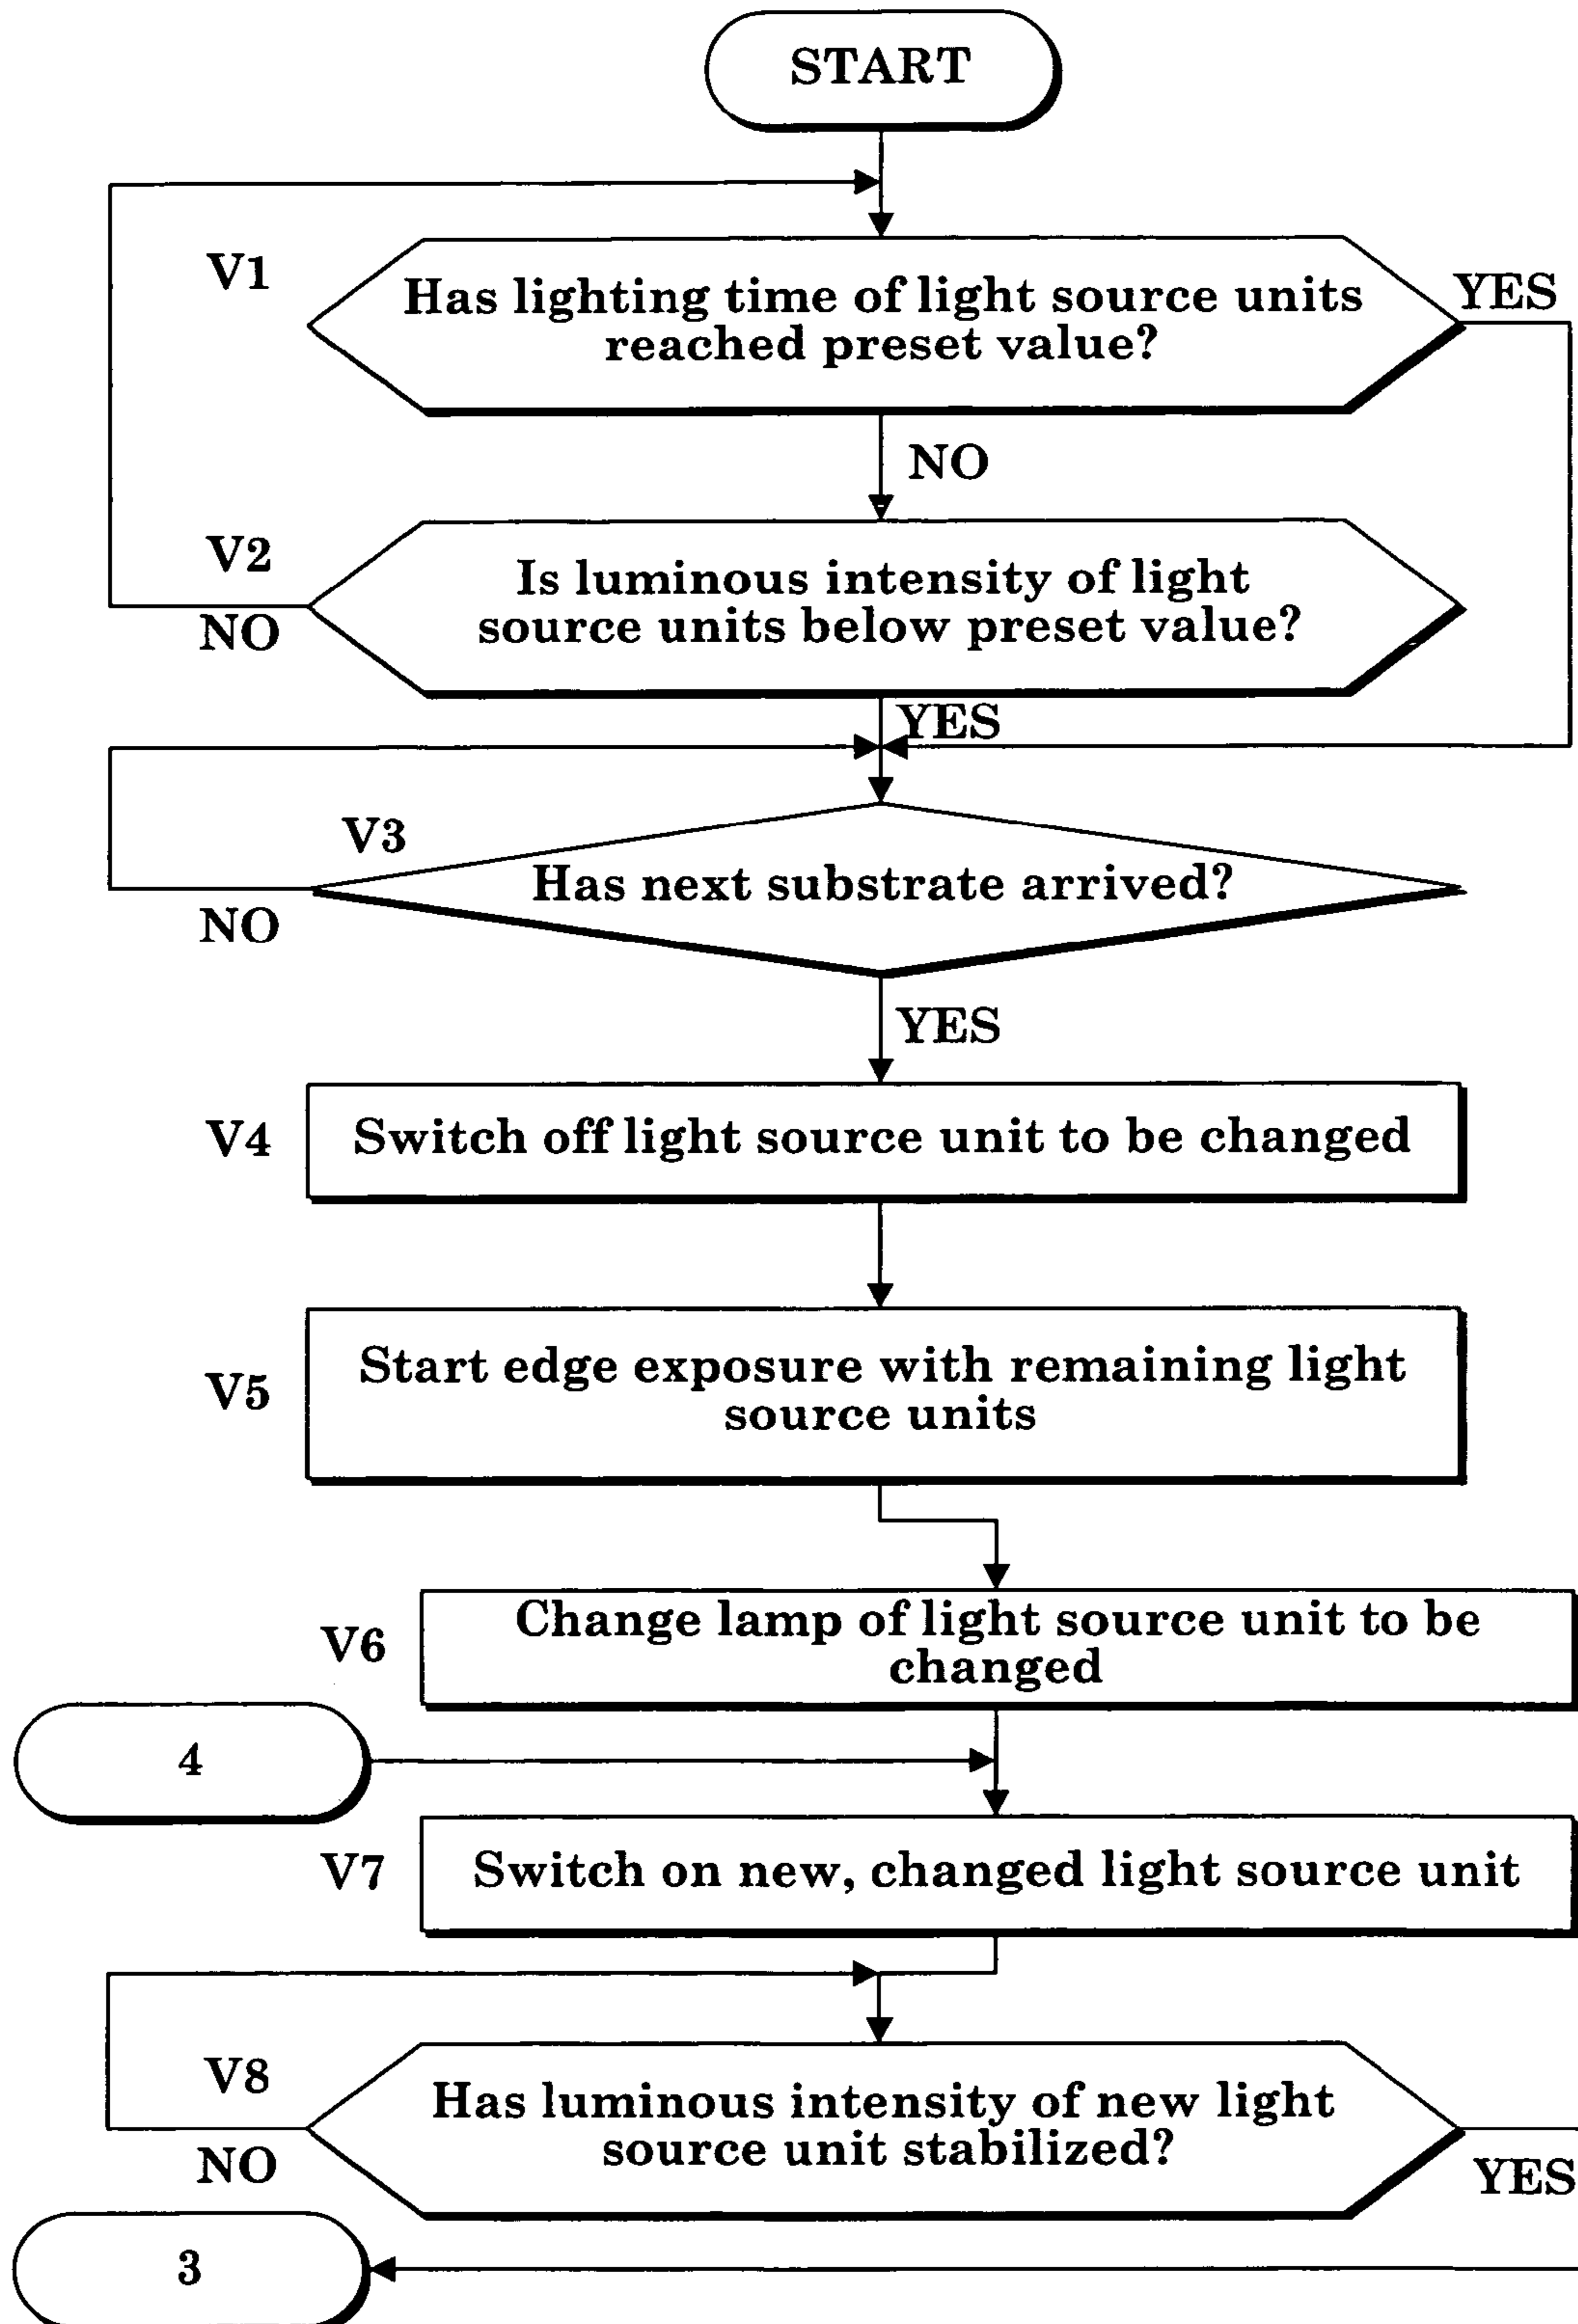 START
V1
Has lighting time of light source units
reached preset value?
YES
NO
V2
Is luminous intensity of light
source units below preset value?
NO
YES
V3
Has next substrate arrived?
NO
YES
V4
Switch off light source unit to be changed
V5
Start edge exposure with remaining light
source units
V6
Change lamp of light source unit to be
changed
4
V7
Switch on new, changed light source unit
V8
Has luminous intensity of new light
source unit stabilized?
NO
YES
3